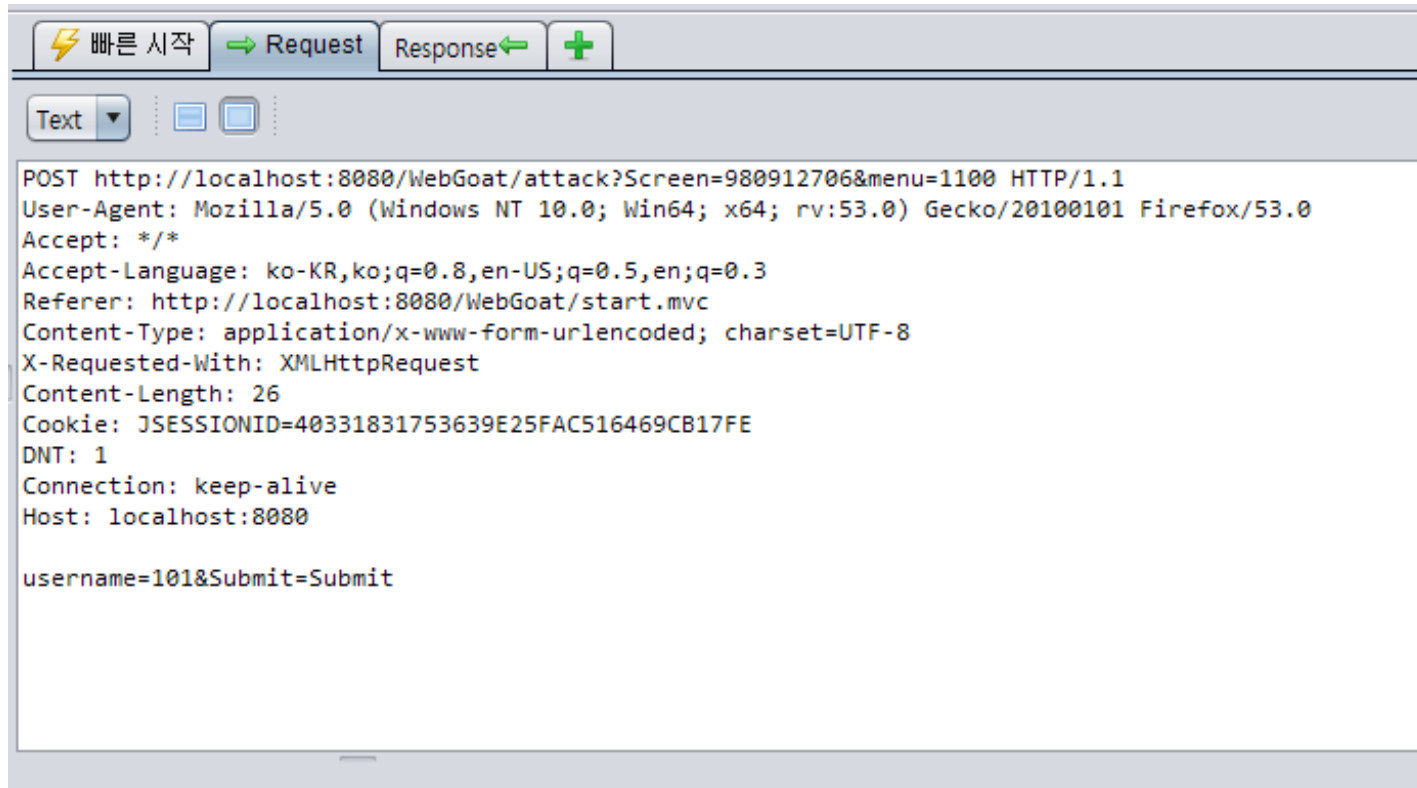 빠른 시작 Request Response
Text
POST http://localhost:8080/WebGoat/attack?Screen=980912706&menu=1100 HTTP/1.1
User-Agent: Mozilla/5.0 (Windows NT 10.0; Win64; x64; rv:53.0) Gecko/20100101 Firefox/53.0
Accept: */*
Accept-Language: ko-KR,ko;q=0.8,en-US;q=0.5,en;q=0.3
Referer: http://localhost:8080/WebGoat/start.mvc
Content-Type: application/x-www-form-urlencoded; charset=UTF-8
X-Requested-With: XMLHttpRequest
Content-Length: 26
Cookie: JSESSIONID=40331831753639E25FAC516469CB17FE
DNT: 1
Connection: keep-alive
Host: localhost:8080
username=101&Submit=Submit